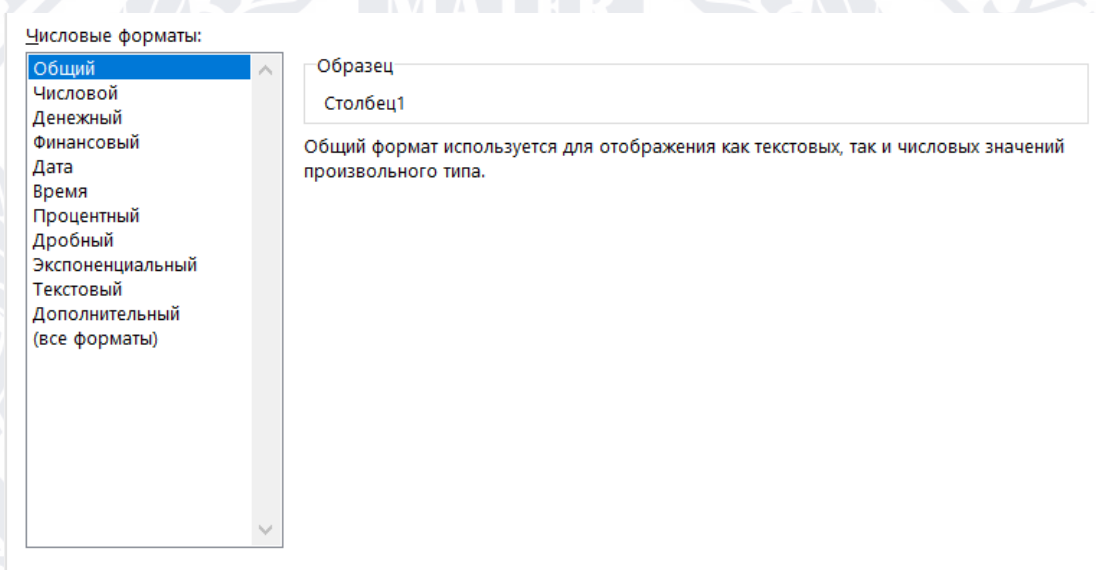 Числовые форматы:
Общий
Числовой
Денежный
Финансовый
Дата
Время
Процентный
Дробный
Экспоненциальный
Текстовый
Дополнительный
(все форматы)
Образец
Столбец1
Общий формат используется для отображения как текстовых, так и числовых значений
произвольного типа.